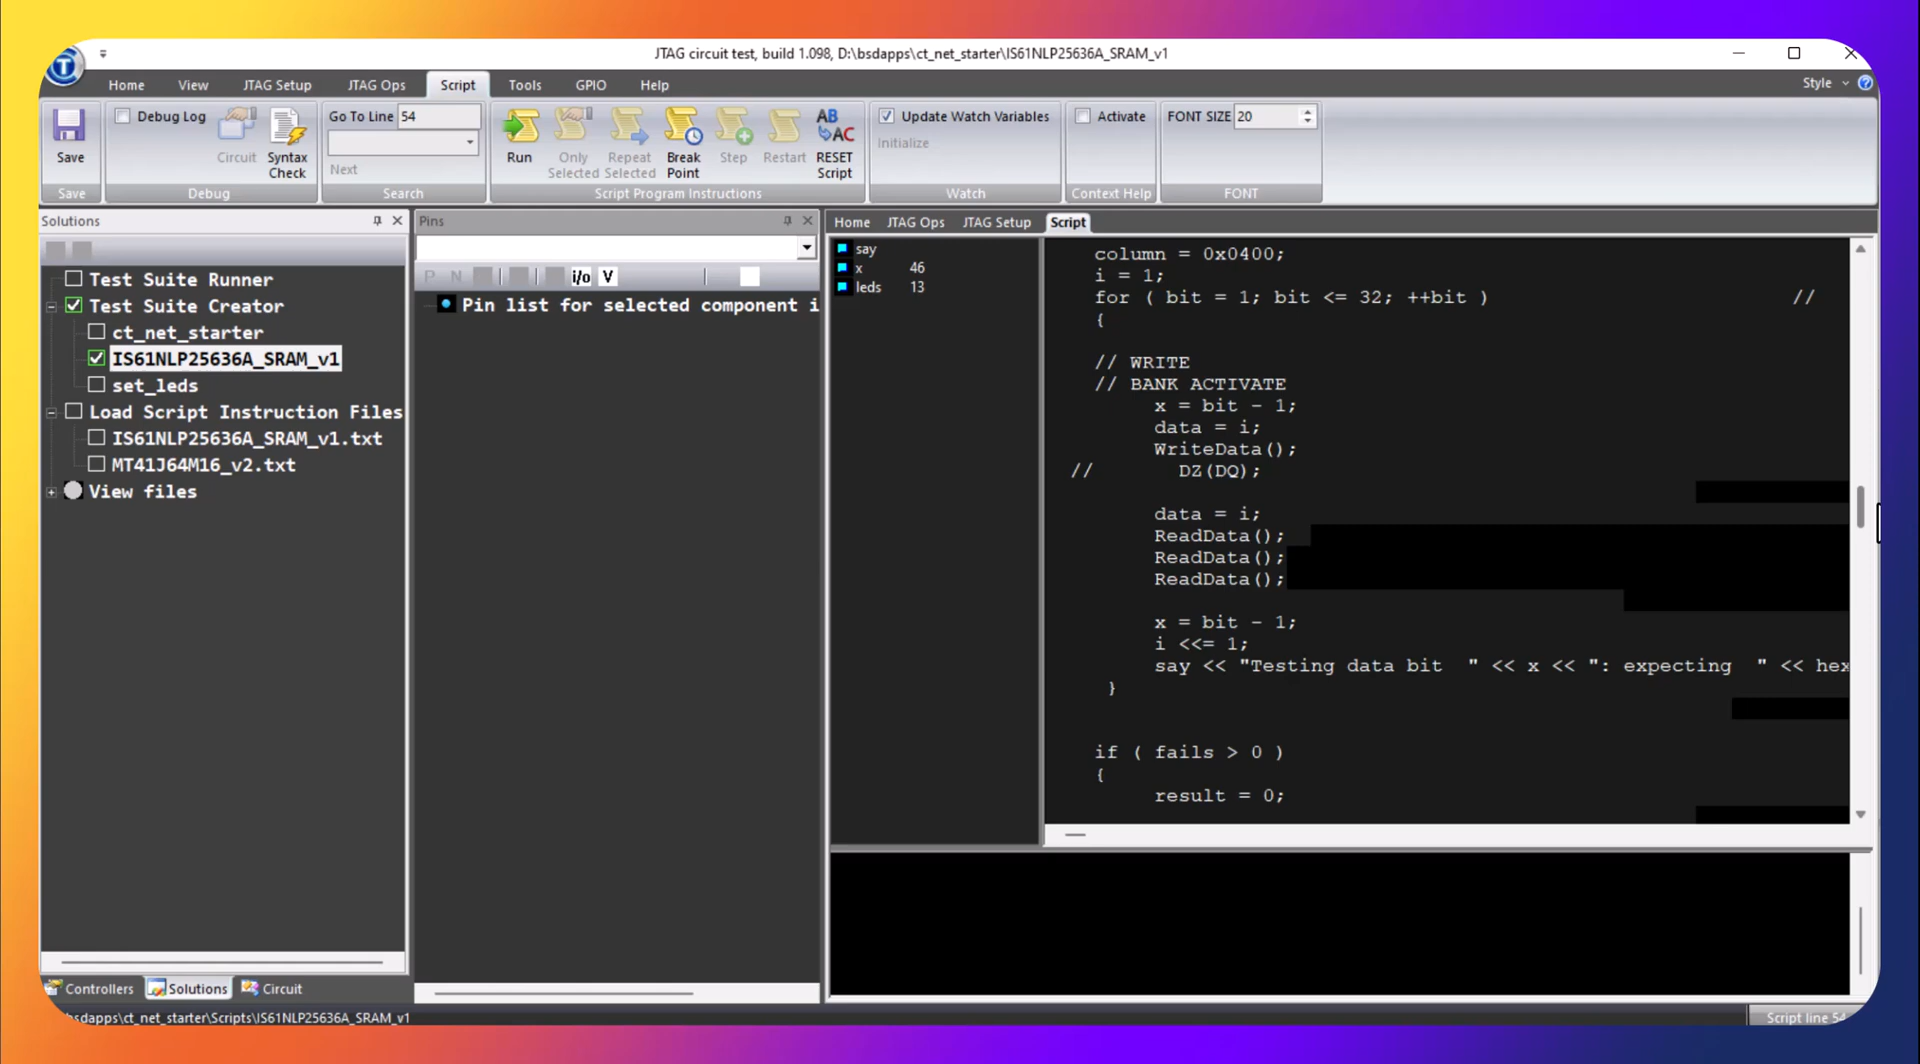 JTAG circuit test, build 1.098, D:\bsdapps\ct_net_starter\IS61NLP25636A_SRAM_v1
Home View JTAG Setup JTAG Ops Script Tools GPIO Help
Style
Save
Debug Log
Circuit
Syntax Check
Go To Line 54
Next
Run
Only Selected
Repeat Selected
Break Point
Step
Restart
AB AC
RESET Script
Update Watch Variables
Initialize
Activate
FONT SIZE 20
Save Debug Search Script Program Instructions Watch Context Help FONT
Solutions
Test Suite Runner
Test Suite Creator
ct_net_starter
IS61NLP25636A_SRAM_v1
set_leds
Load Script Instruction Files
IS61NLP25636A_SRAM_v1.txt
MT41J64M16_v2.txt
View files
Controllers Solutions Circuit
Pins
P N i/o V
Pin list for selected component i
Home JTAG Ops JTAG Setup Script
say
x 46
leds 13
column = 0x0400;
i = 1;
for ( bit = 1; bit <= 32; ++bit ) //
{
// WRITE
// BANK ACTIVATE
x = bit - 1;
data = i;
WriteData();
// DZ(DQ);
data = i;
ReadData();
ReadData();
ReadData();
x = bit - 1;
i <<= 1;
say << "Testing data bit " << x << ": expecting " << hex
}
if ( fails > 0 )
{
result = 0;
bsdapps\ct_net_starter\Scripts\IS61NLP25636A_SRAM_v1
Script line 54